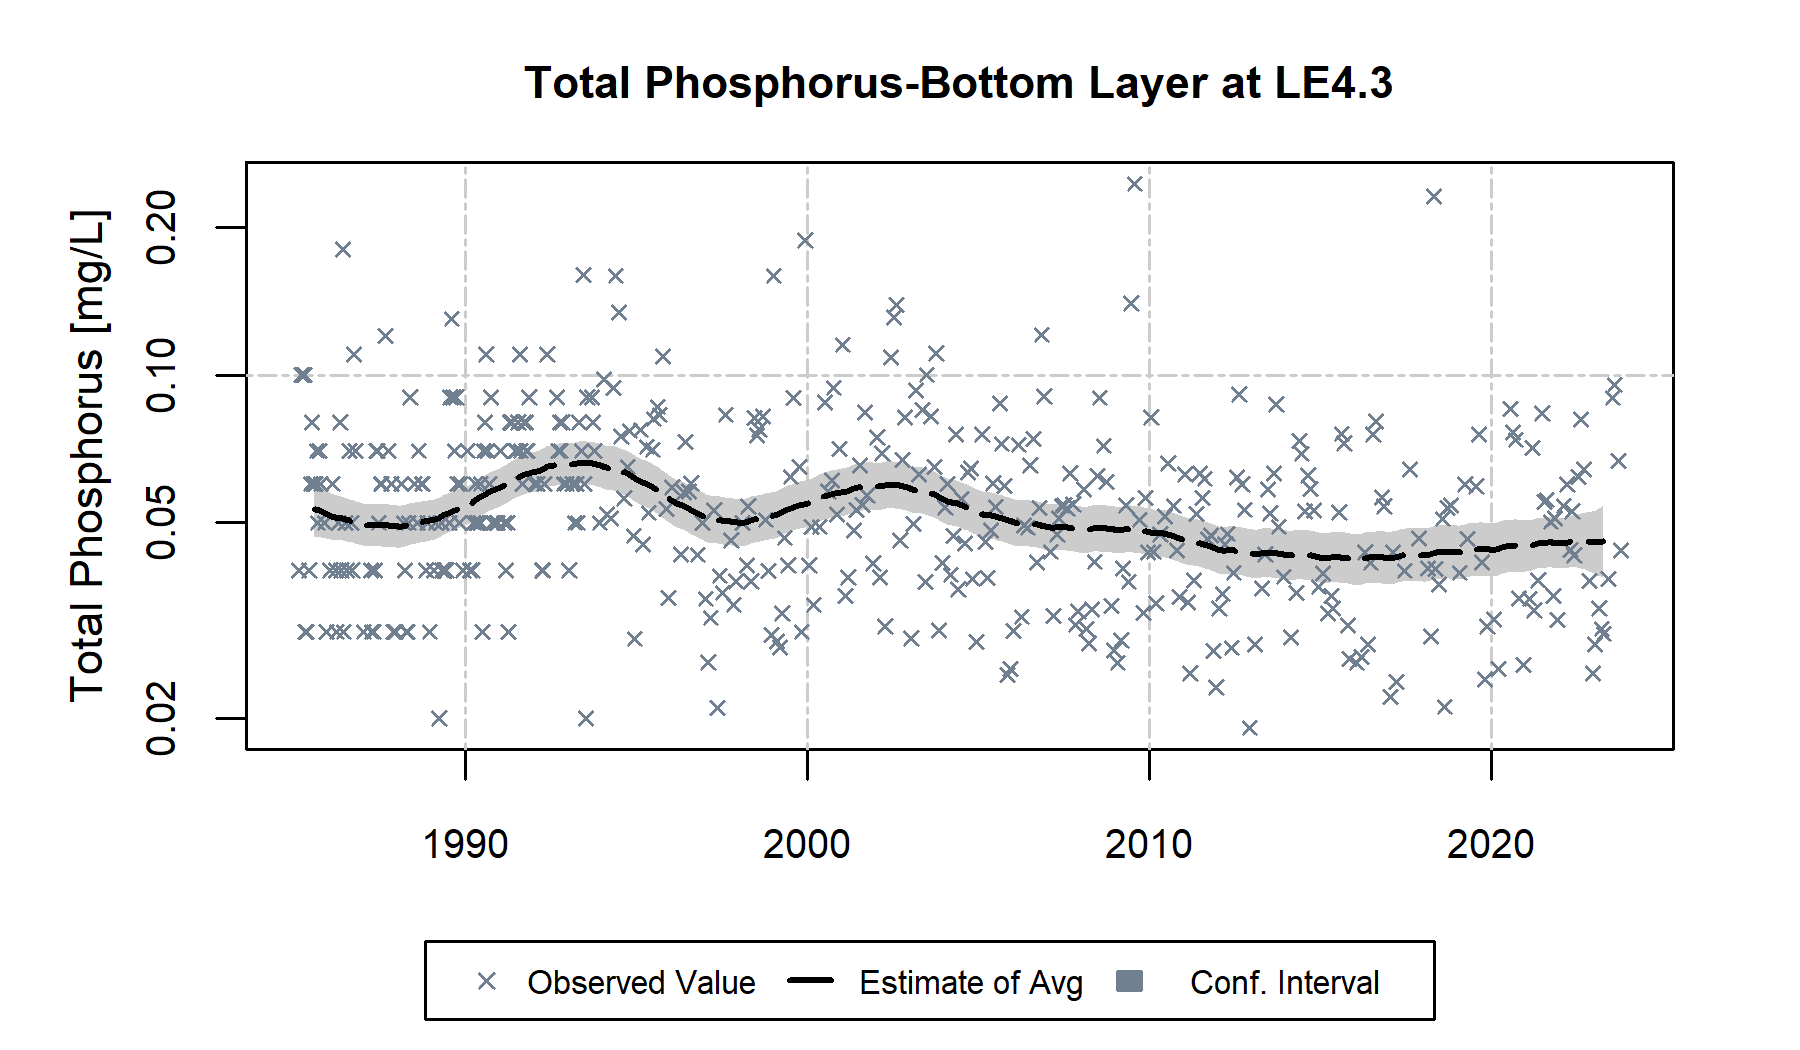 Total Phosphorus-Bottom Layer at LE4.3
Total Phosphorus [mg/L]
0.20
0.10
0.05
0.02
1990 2000 2010 2020
Observed Value Estimate of Avg Conf. Interval